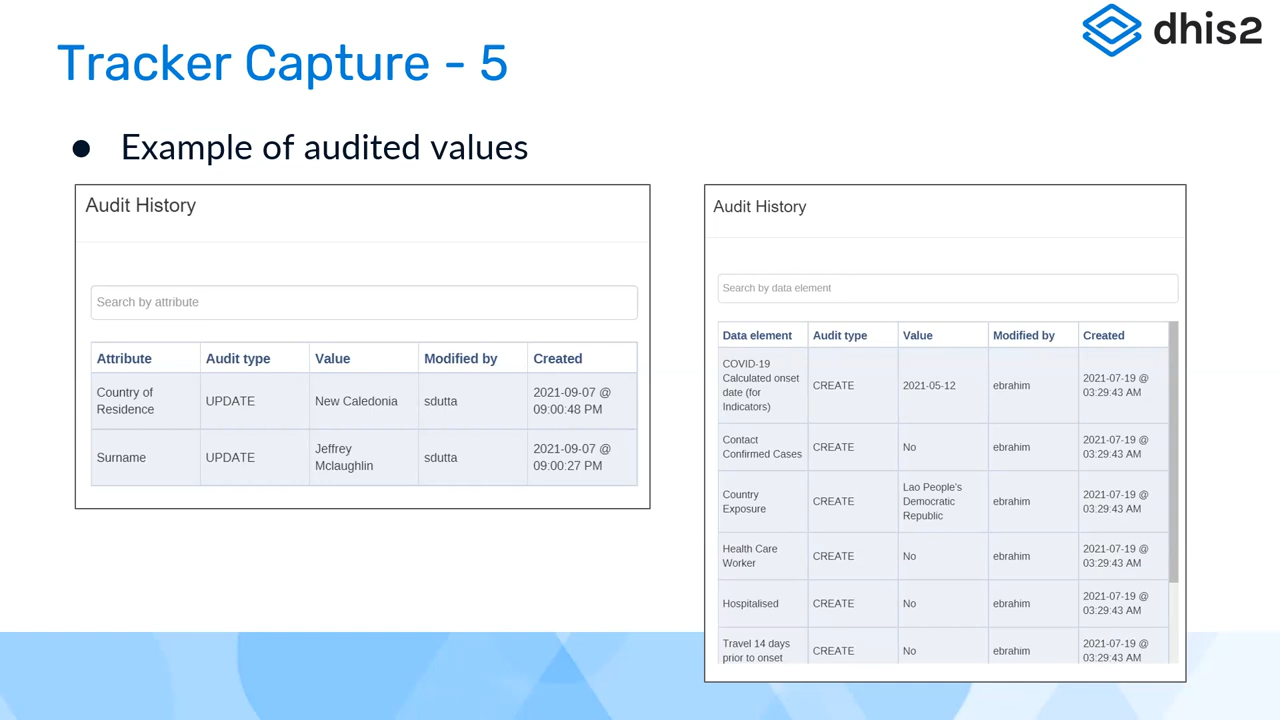 dhis2
Tracker Capture - 5
● Example of audited values
Audit History
Search by attribute
Attribute Audit type Value Modified by Created
Country of UPDATE New Caledonia sdutta 2021-09-07 @
Residence 09:00:48 PM
Surname UPDATE Jeffrey sdutta 2021-09-07 @
Mclaughlin 09:00:27 PM
Audit History
Search by data element
Data element Audit type Value Modified by Created
COVID-19
Calculated onset CREATE 2021-05-12 ebrahim 2021-07-19 @
date (for 03:29:43 AM
Indicators)
Contact CREATE No ebrahim 2021-07-19 @
Confirmed Cases 03:29:43 AM
Lao People's
Country CREATE Democratic ebrahim 2021-07-19 @
Exposure Republic 03:29:43 AM
Health Care CREATE No ebrahim 2021-07-19 @
Worker 03:29:43 AM
Hospitalised CREATE No ebrahim 2021-07-19 @
03:29:43 AM
Travel 14 days CREATE No ebrahim 2021-07-19 @
prior to onset 03:29:43 AM